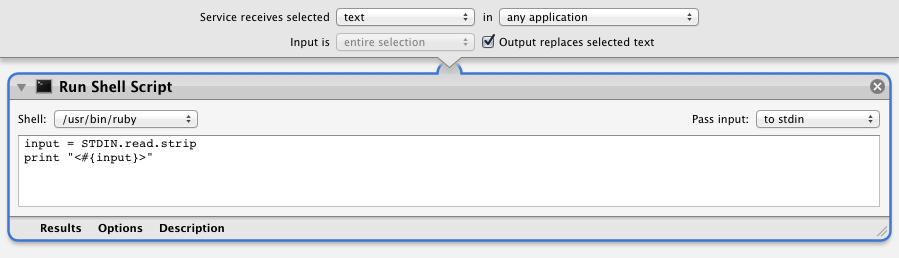 Service receives selected text in any application
Input is entire selection Output replaces selected text
Run Shell Script
Shell: /usr/bin/ruby Pass input: to stdin
input = STDIN.read.strip
print "<#{input}>"
Results Options Description